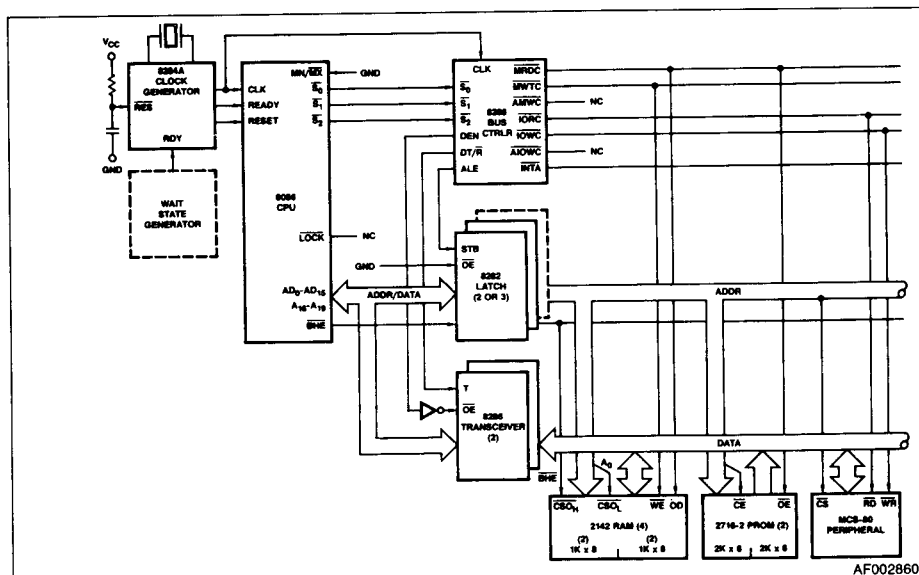 VCC
8284A
CLOCK
GENERATOR
RES
RDY
GND
WAIT
STATE
GENERATOR
CLK
READY
RESET
8086
CPU
MN/MX
S0
S1
S2
LOCK
AD0-AD15
A16-A19
BHE
GND
NC
GND
ADDR/DATA
CLK
S0
S1
S2
DEN
DT/R
ALE
8288
BUS
CTRLR
MRDC
MWTC
AMWC
IORC
IOWC
AIOWC
INTA
NC
NC
STB
OE
8282
LATCH
(2 OR 3)
ADDR
T
OE
8286
TRANSCEIVER
(2)
DATA
BHE
A0
CSOH
CSOL
WE
OD
2142 RAM (4)
(2)
(2)
1K x 8
1K x 8
CE
OE
2716-2 PROM (2)
2K x 8
2K x 8
CS
RD
WR
MCS-80
PERIPHERAL
AF002860